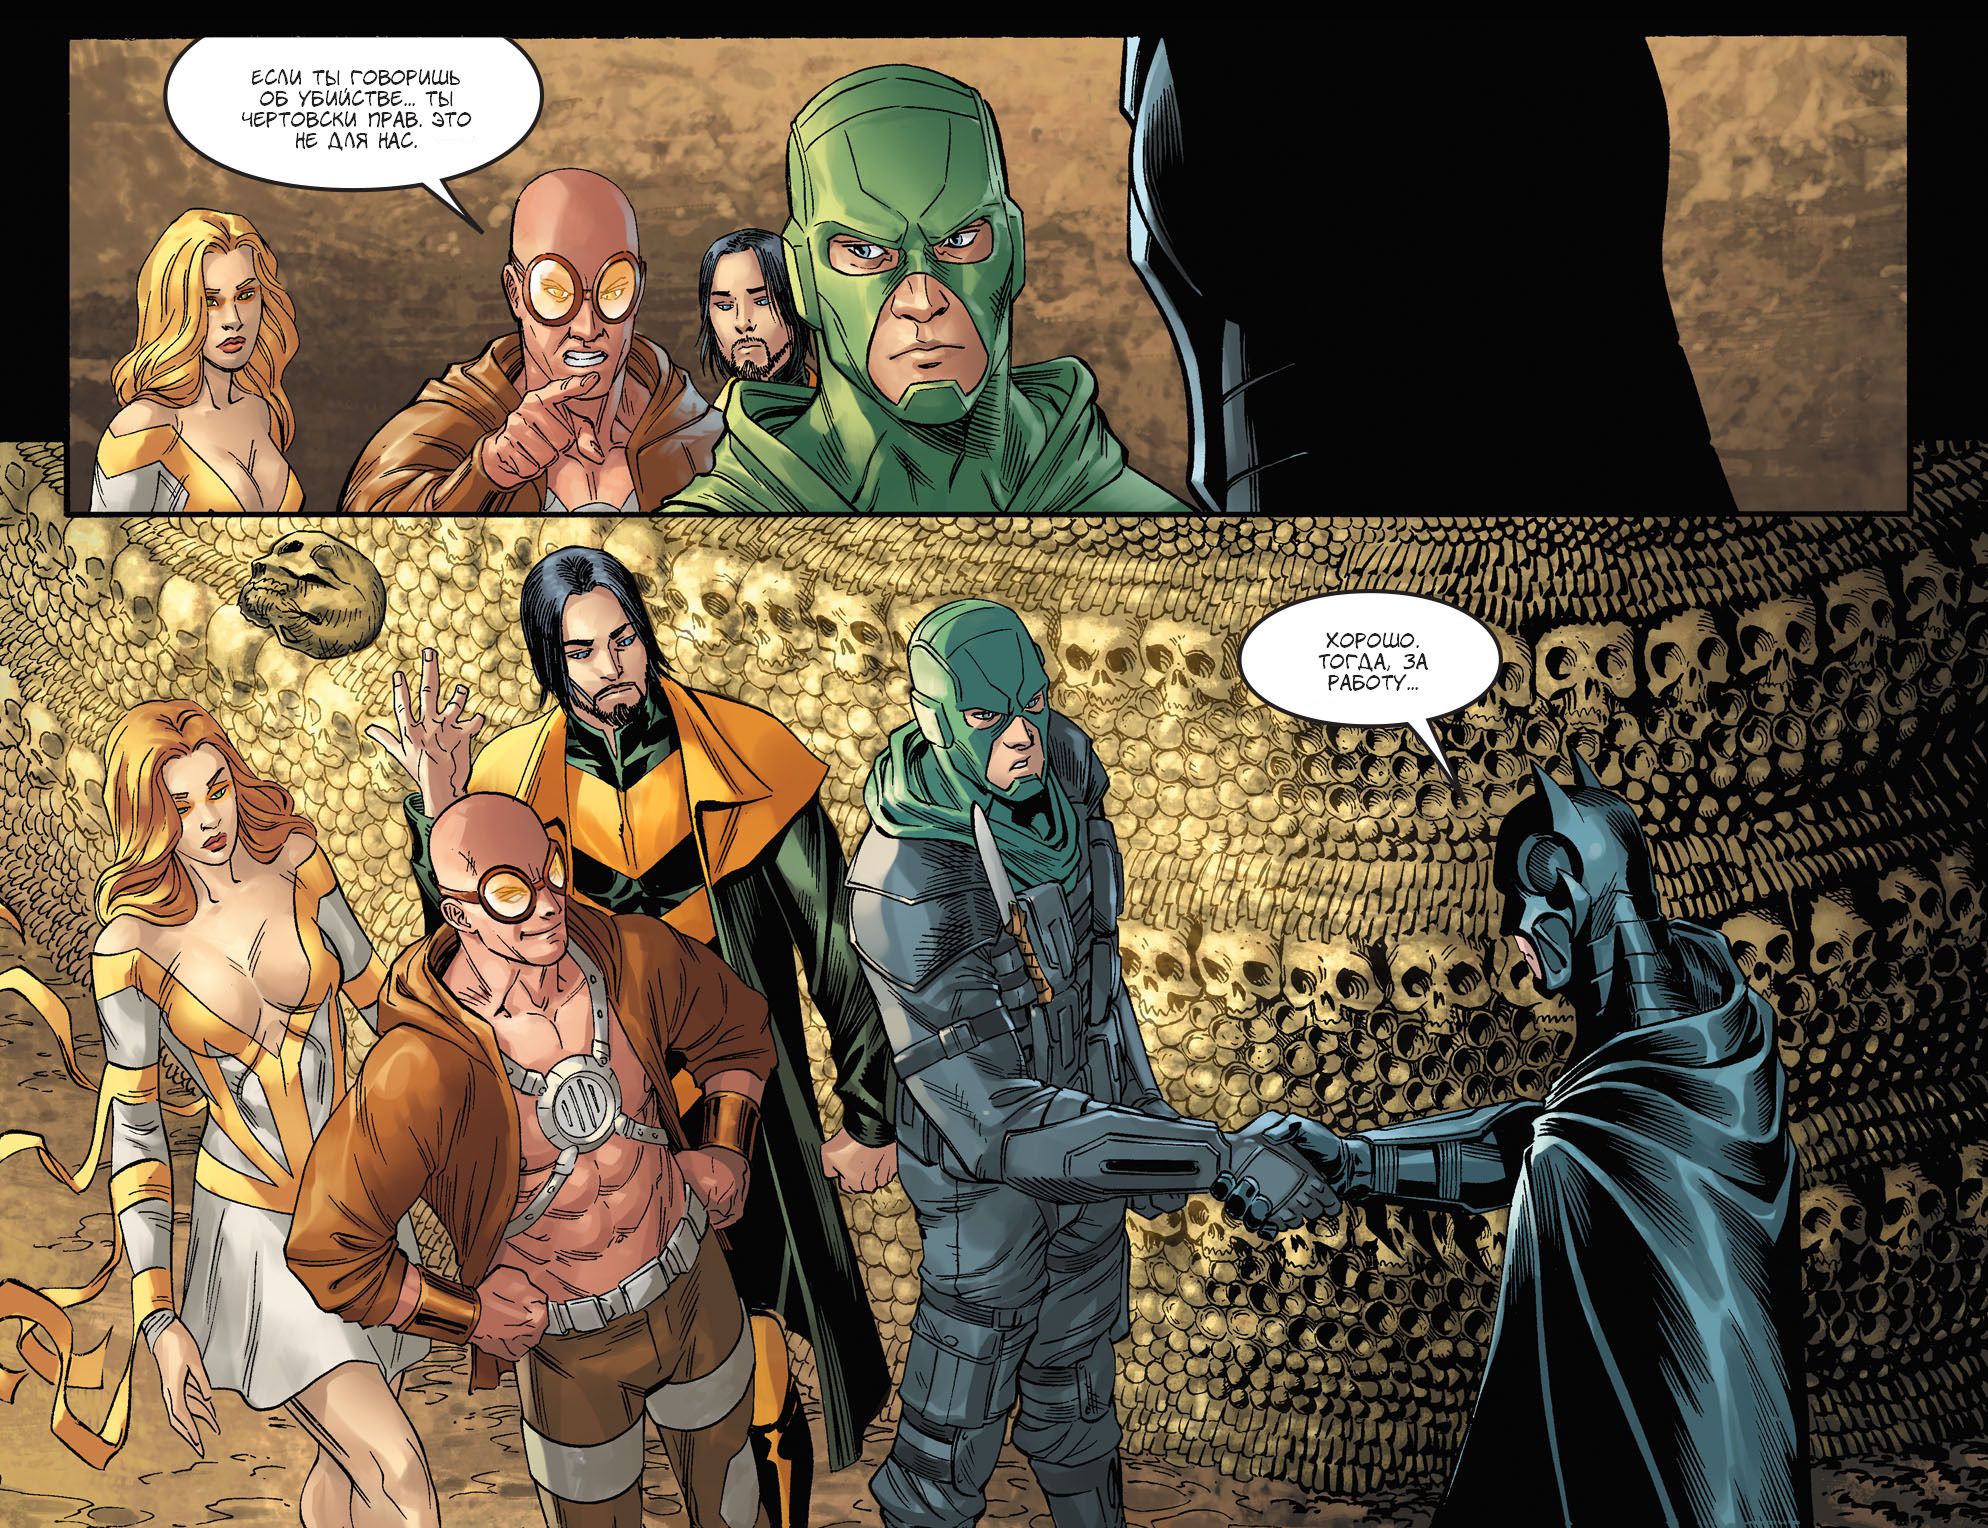 ЕСЛИ ТЫ ГОВОРИШЬ
ОБ УБИЙСТВЕ... ТЫ
ЧЕРТОВСКИ ПРАВ. ЭТО
НЕ ДЛЯ НАС.
ХОРОШО.
ТОГДА, ЗА
РАБОТУ...